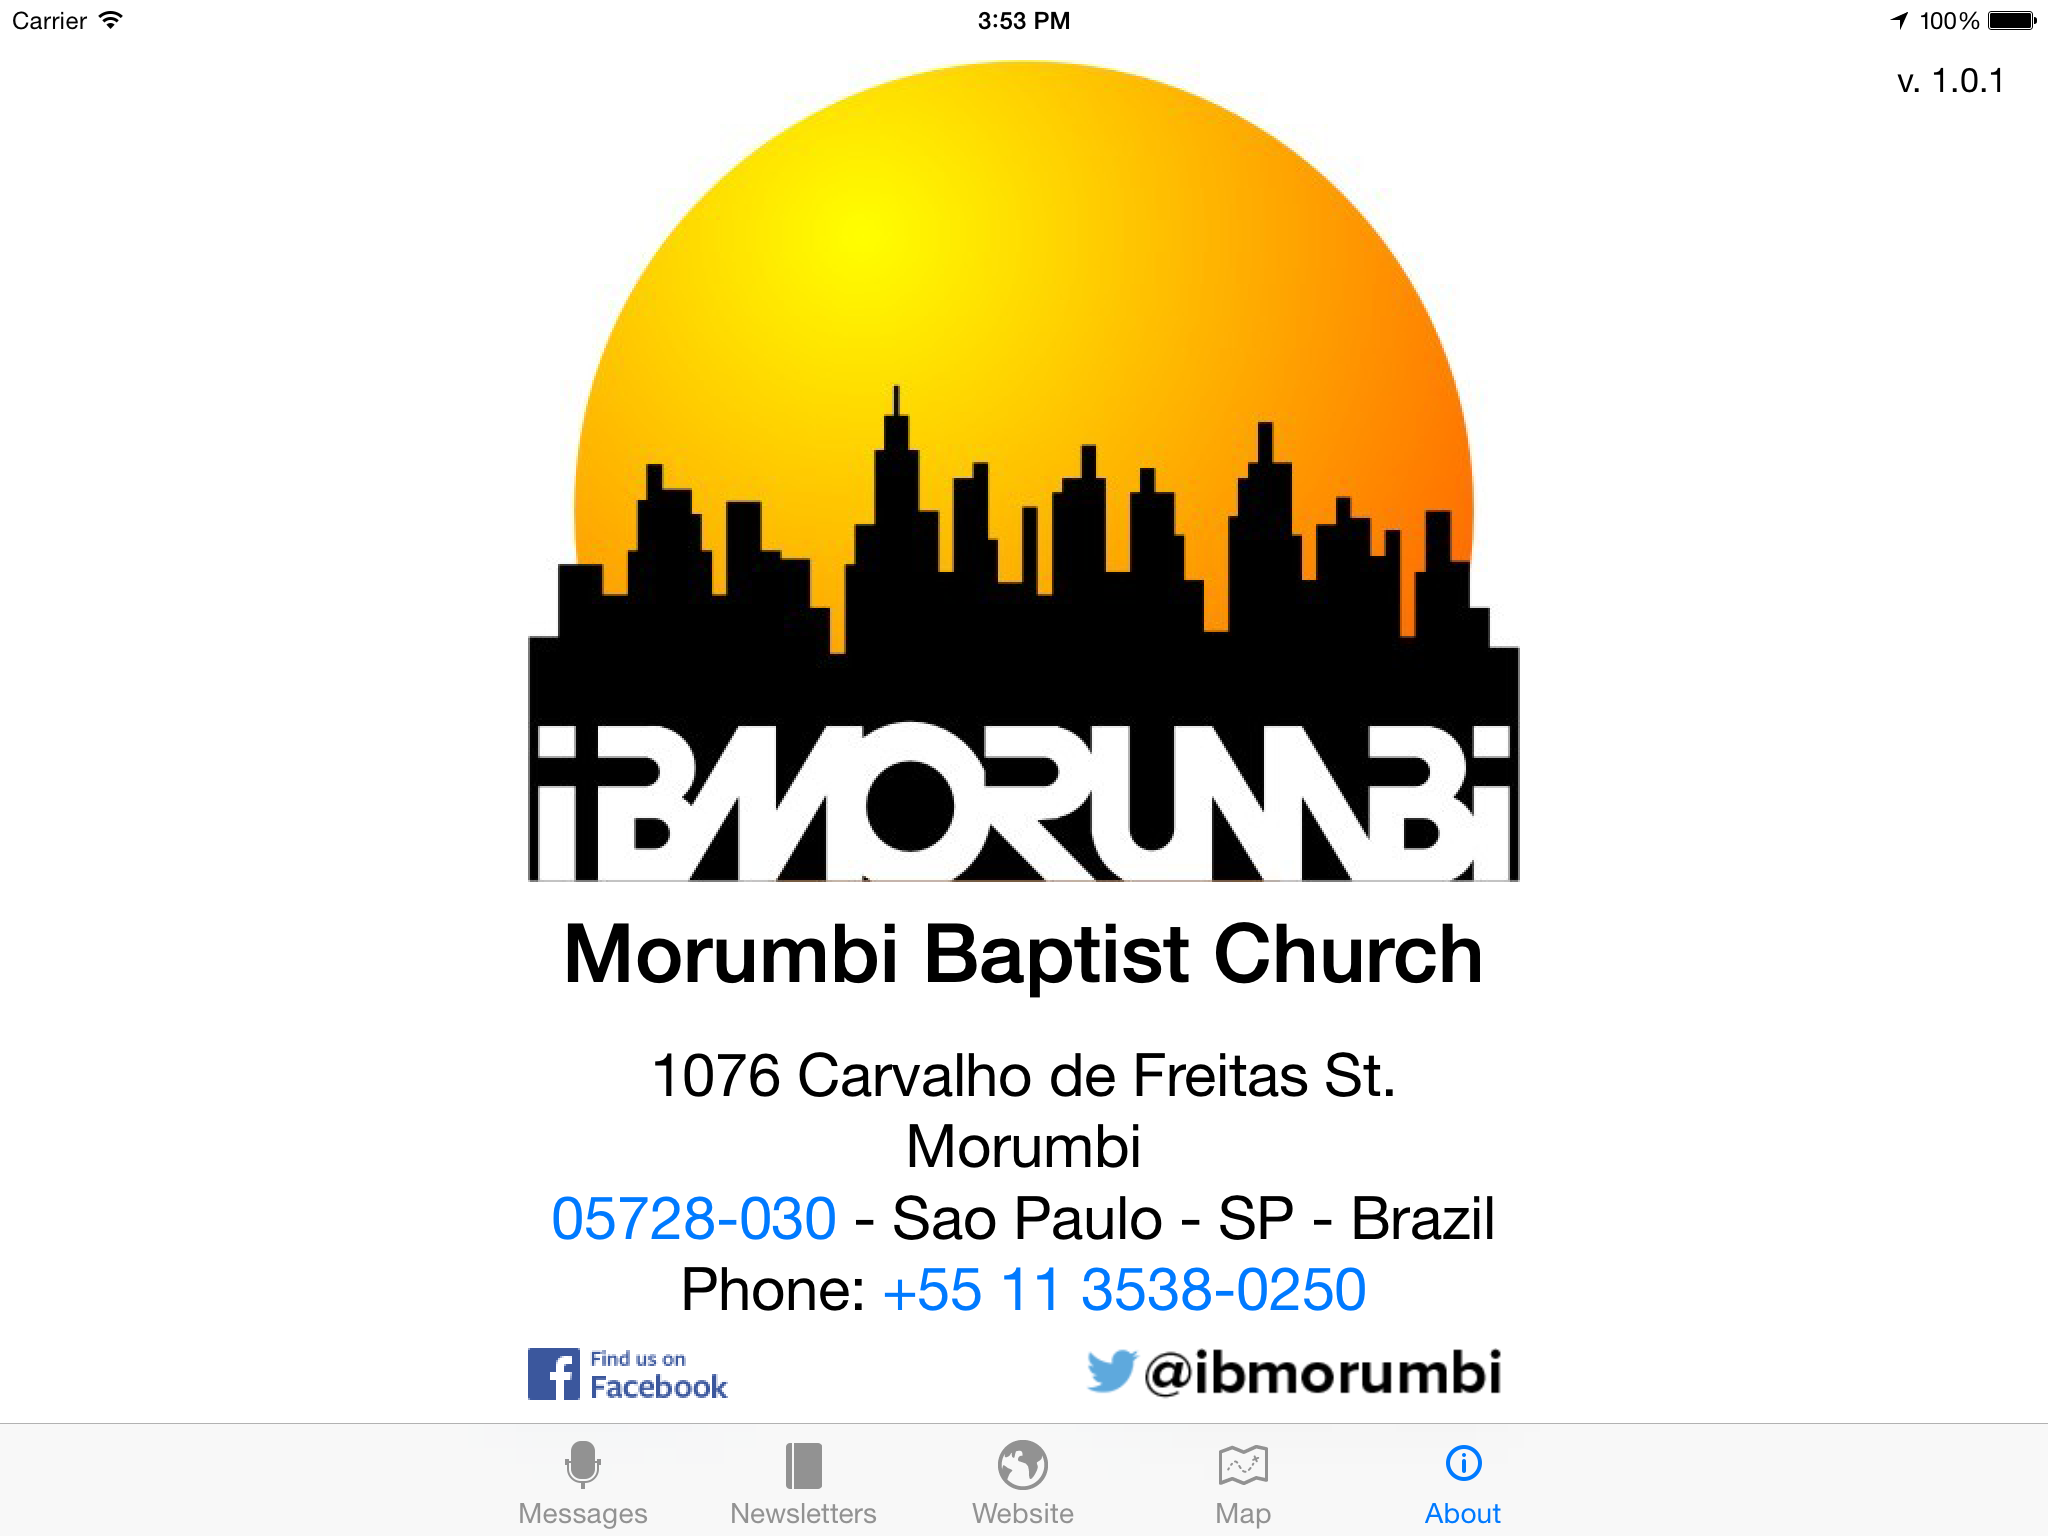 Carrier 3:53 PM 100%
v. 1.0.1
iBMORUMBi
Morumbi Baptist Church
1076 Carvalho de Freitas St.
Morumbi
05728-030 - Sao Paulo - SP - Brazil
Phone: +55 11 3538-0250
Find us on
Facebook
@ibmorumbi
Messages Newsletters Website Map About